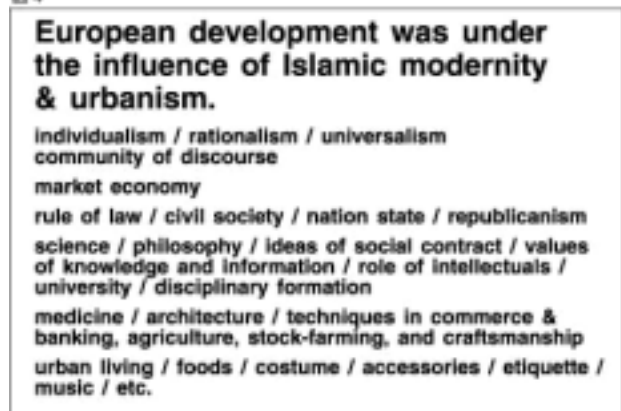 European development was under
the influence of Islamic modernity
& urbanism.
individualism / rationalism / universalism
community of discourse
market economy
rule of law / civil society / nation state / republicanism
science / philosophy / ideas of social contract / values
of knowledge and information / role of intellectuals /
university / disciplinary formation
medicine / architecture / techniques in commerce &
banking, agriculture, stock-farming, and craftsmanship
urban living / foods / costume / accessories / etiquette /
music / etc.